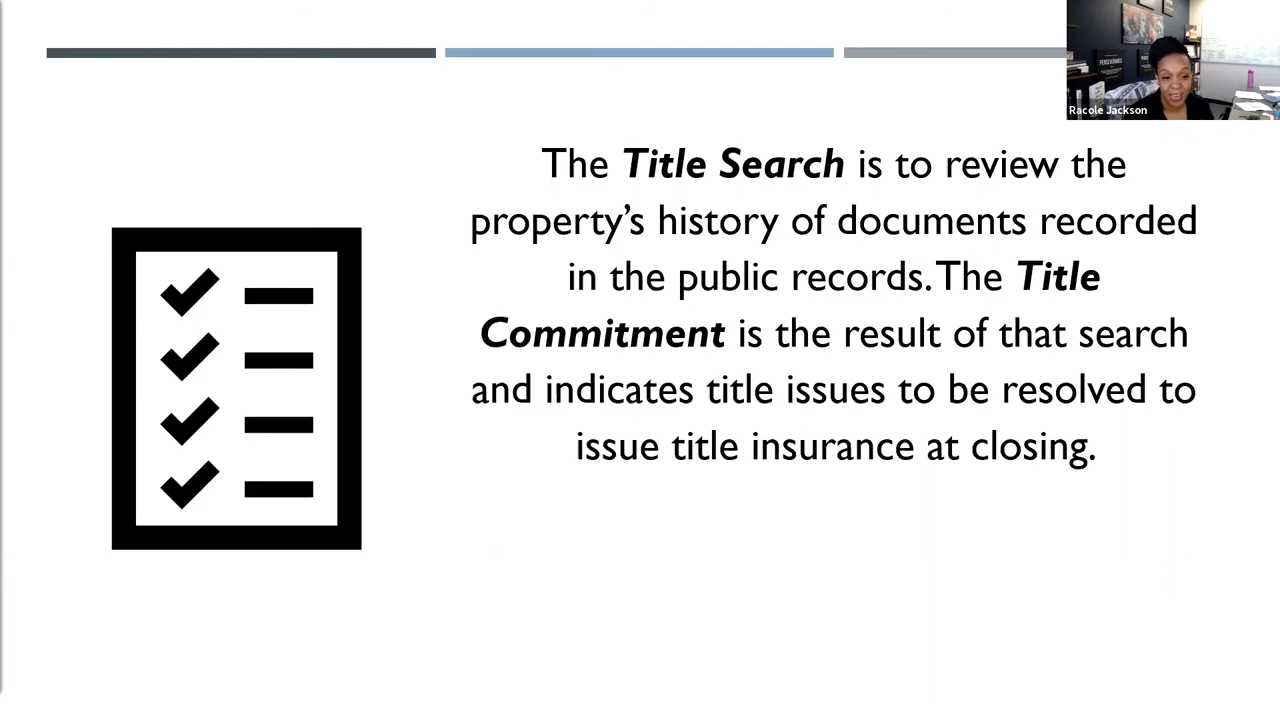 The Title Search is to review the
property’s history of documents recorded
in the public records. The Title
Commitment is the result of that search
and indicates title issues to be resolved to
issue title insurance at closing.
PERSEVERANCE
Racole Jackson